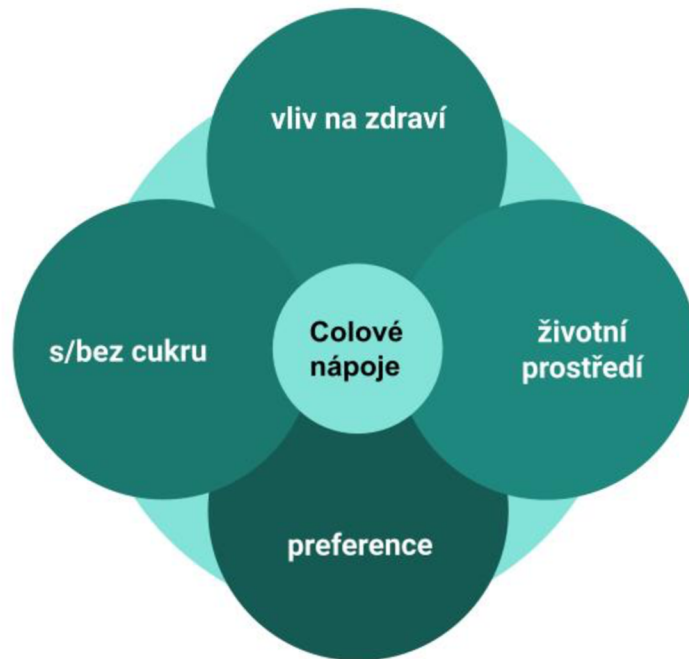 vliv na zdraví
s/bez cukru
Colové
nápoje
životní
prostředí
preference